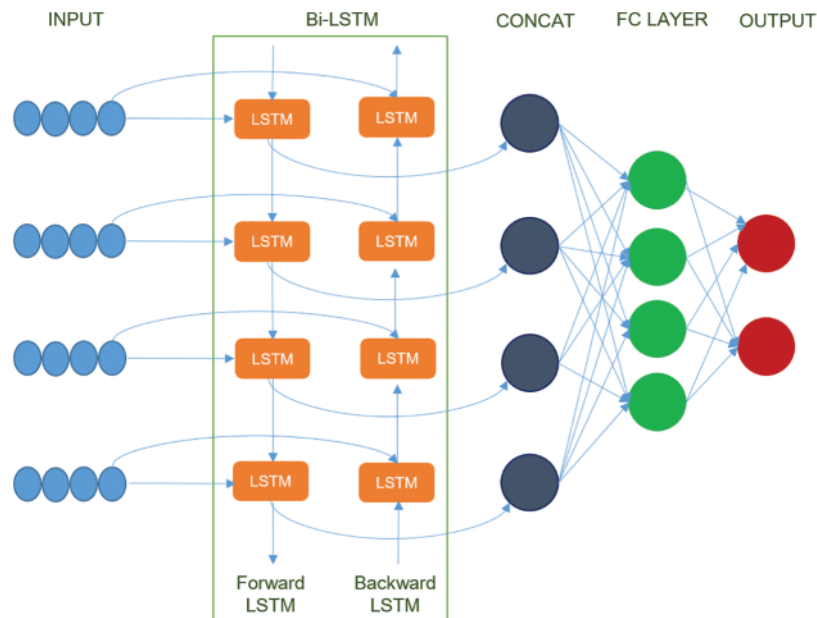 INPUT
Bi-LSTM
CONCAT
FC LAYER
OUTPUT
LSTM
LSTM
LSTM
LSTM
LSTM
LSTM
LSTM
LSTM
Forward
LSTM
Backward
LSTM